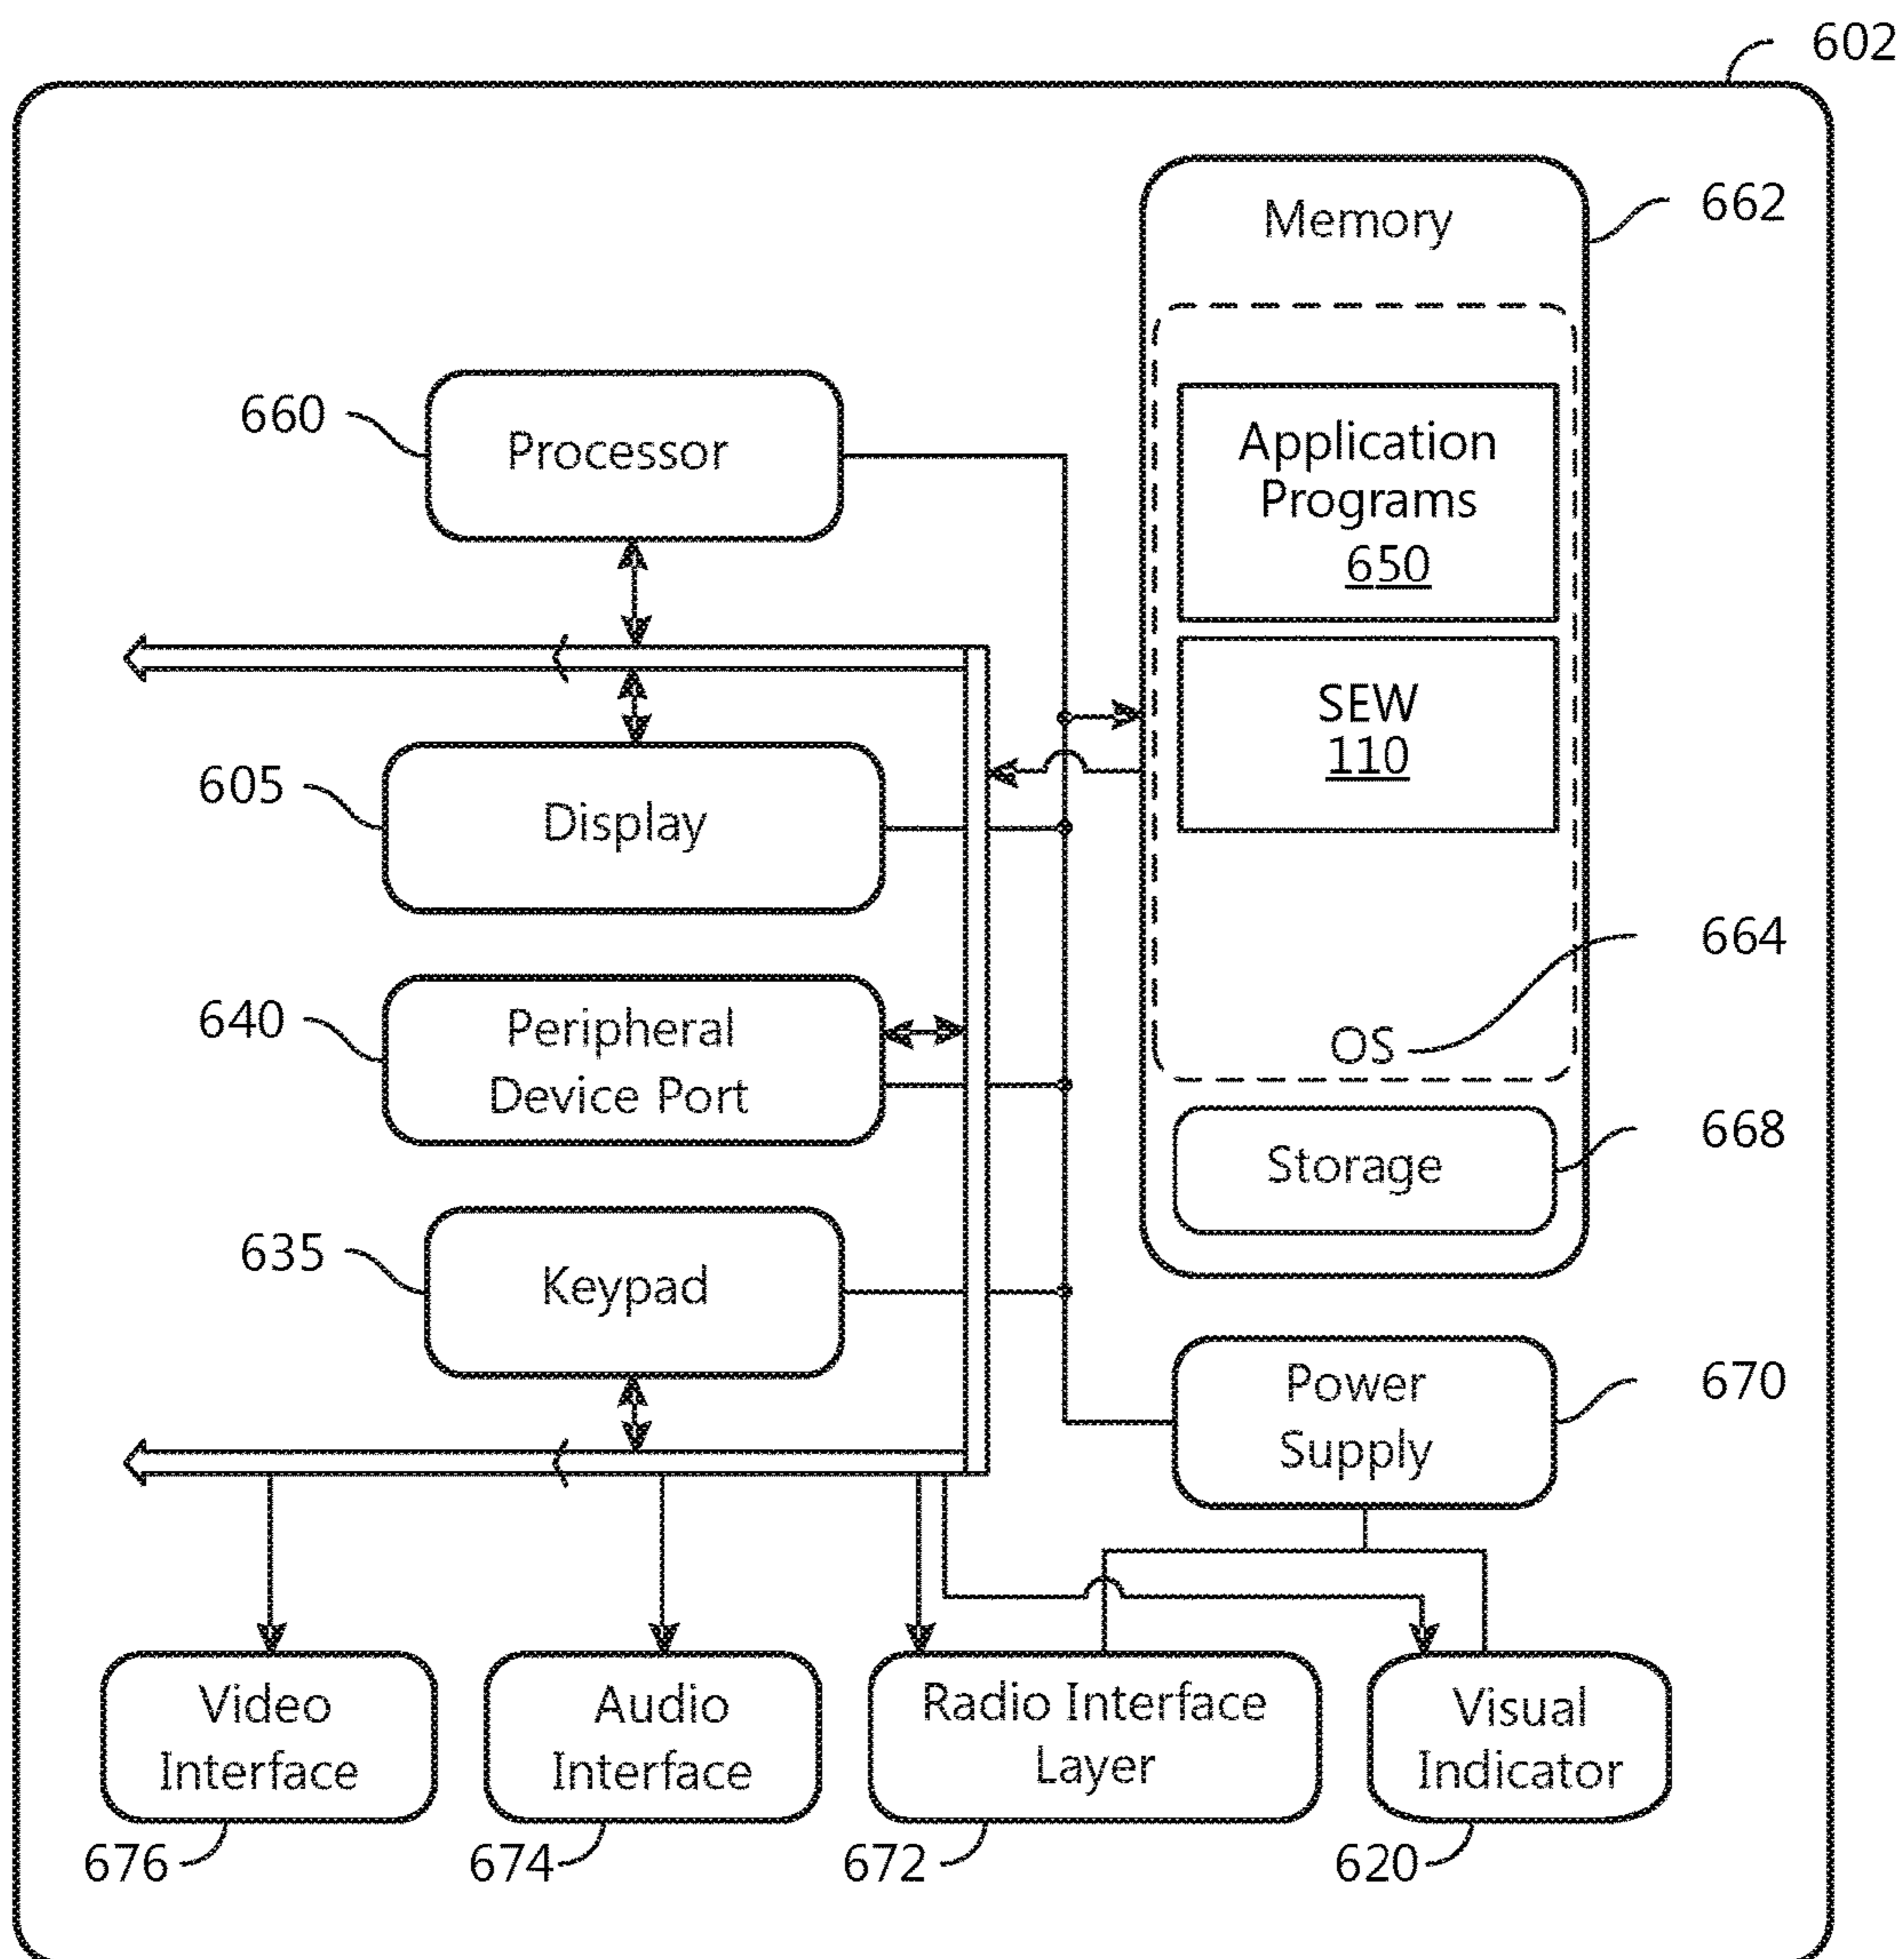 602
Memory
662
Application
Programs
650
660
Processor
SEW
110
605
Display
664
OS
640
Peripheral
Device Port
668
Storage
635
Keypad
Power
Supply
670
Video
Interface
Audio
Interface
Radio Interface
Layer
Visual
Indicator
676
674
672
620